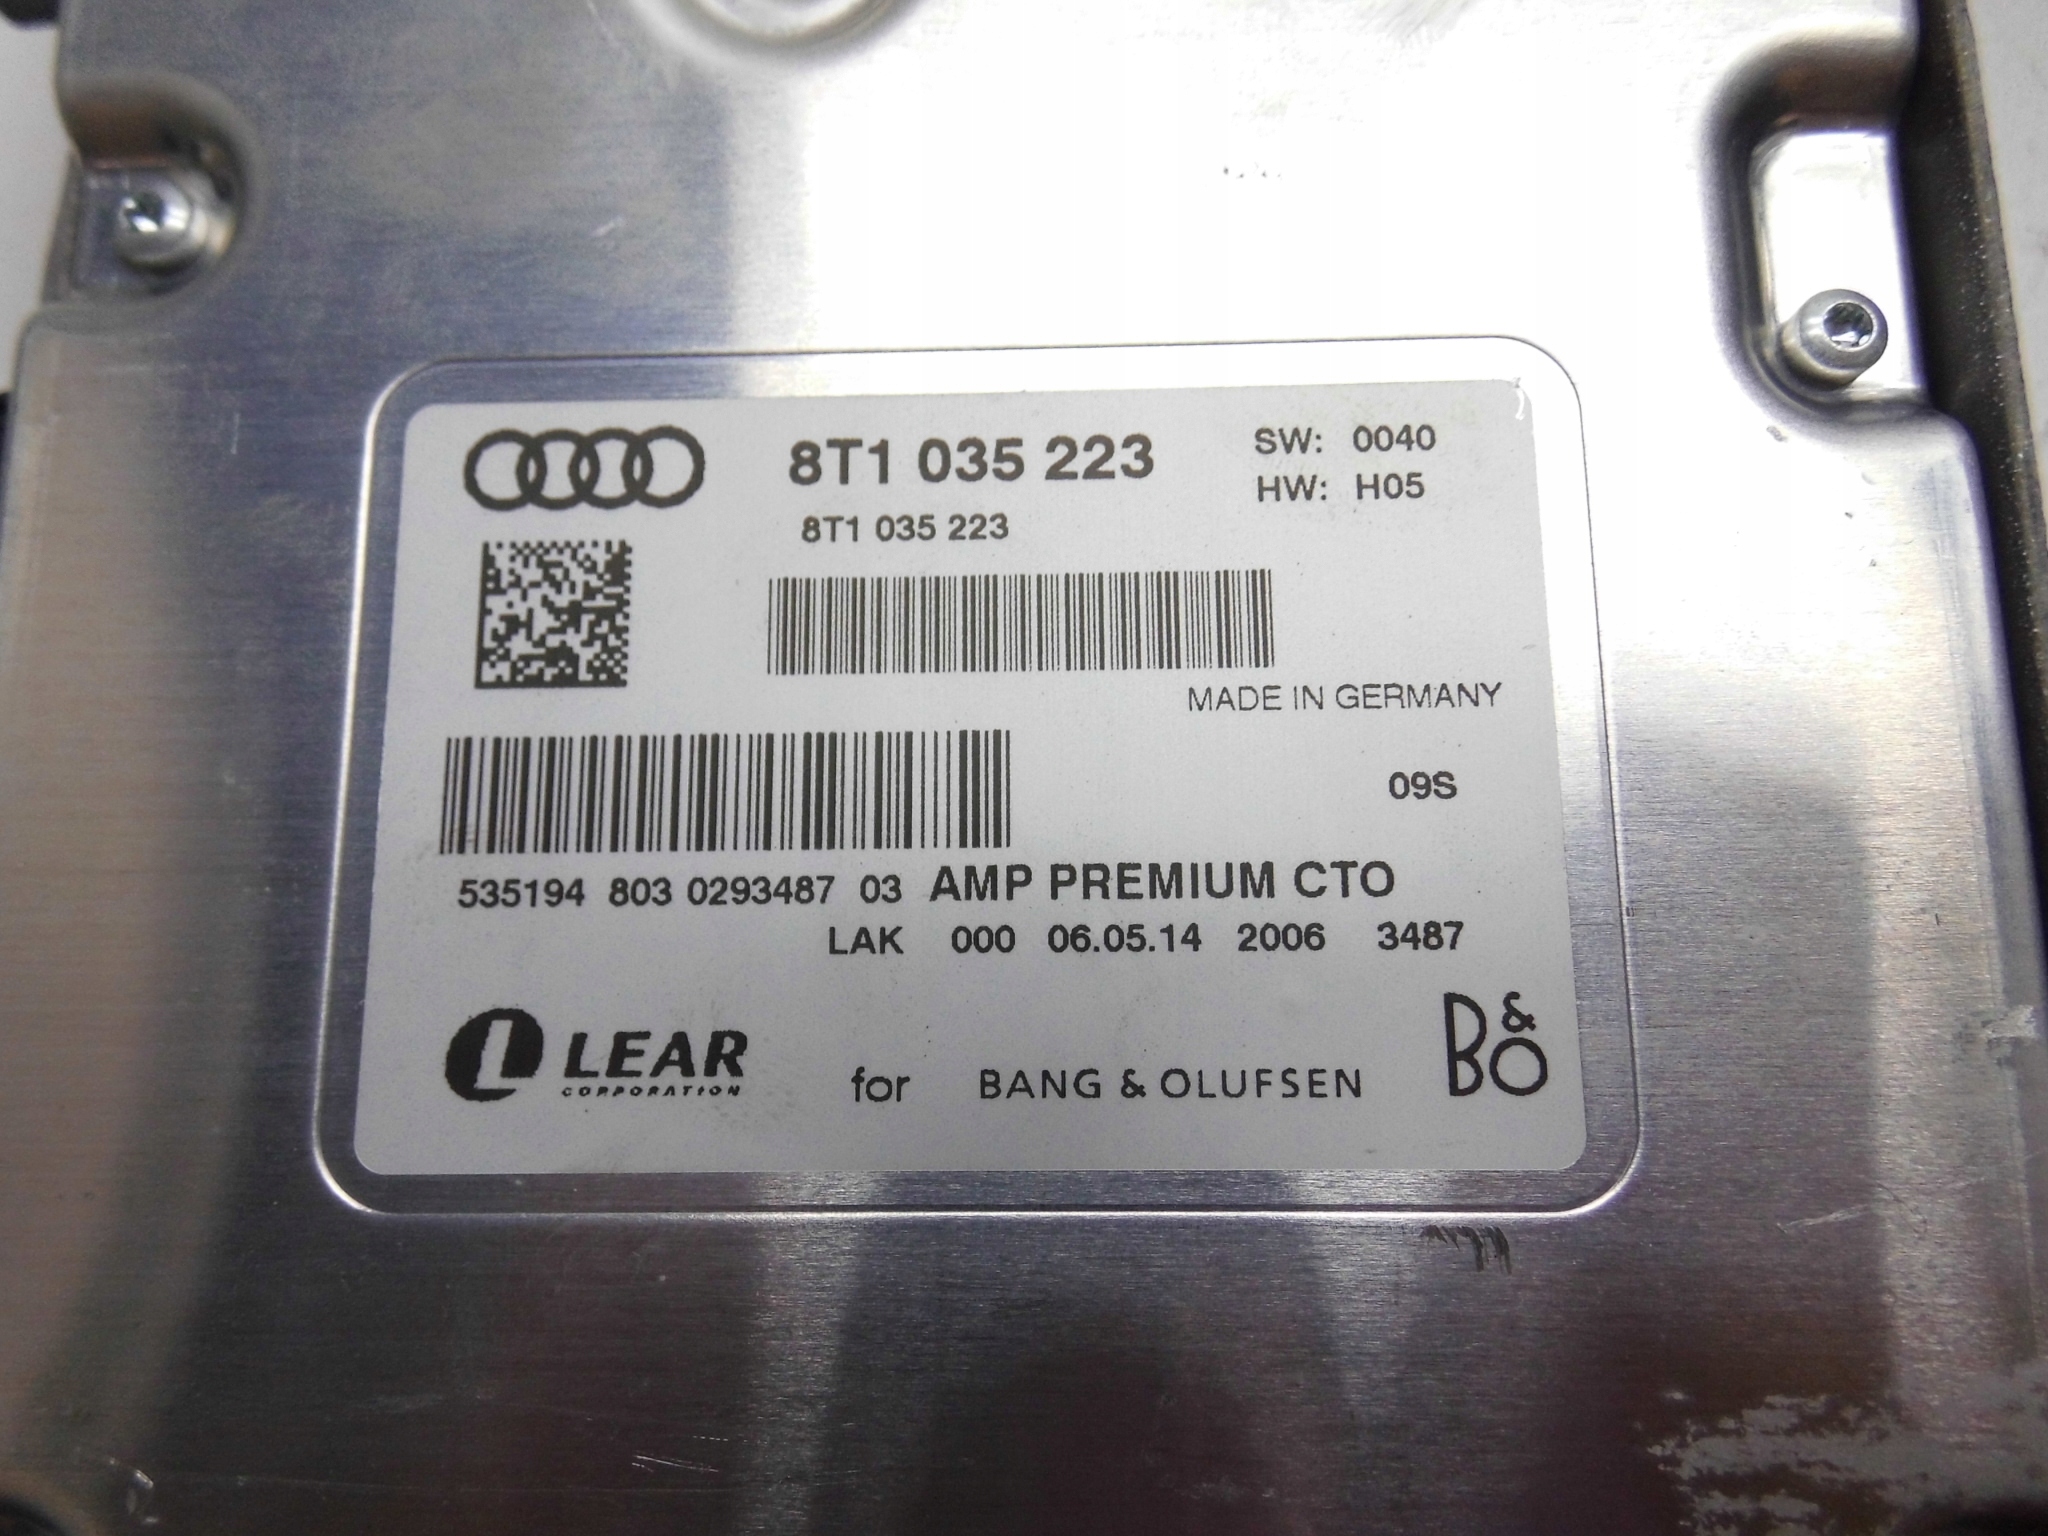 8T1 035 223 SW: 0040
HW: H05
8T1 035 223
MADE IN GERMANY
09S
535194 803 0293487 03 AMP PREMIUM CTO
LAK 000 06.05.14 2006 3487
LEAR
CORPORATION
for BANG & OLUFSEN
B&O